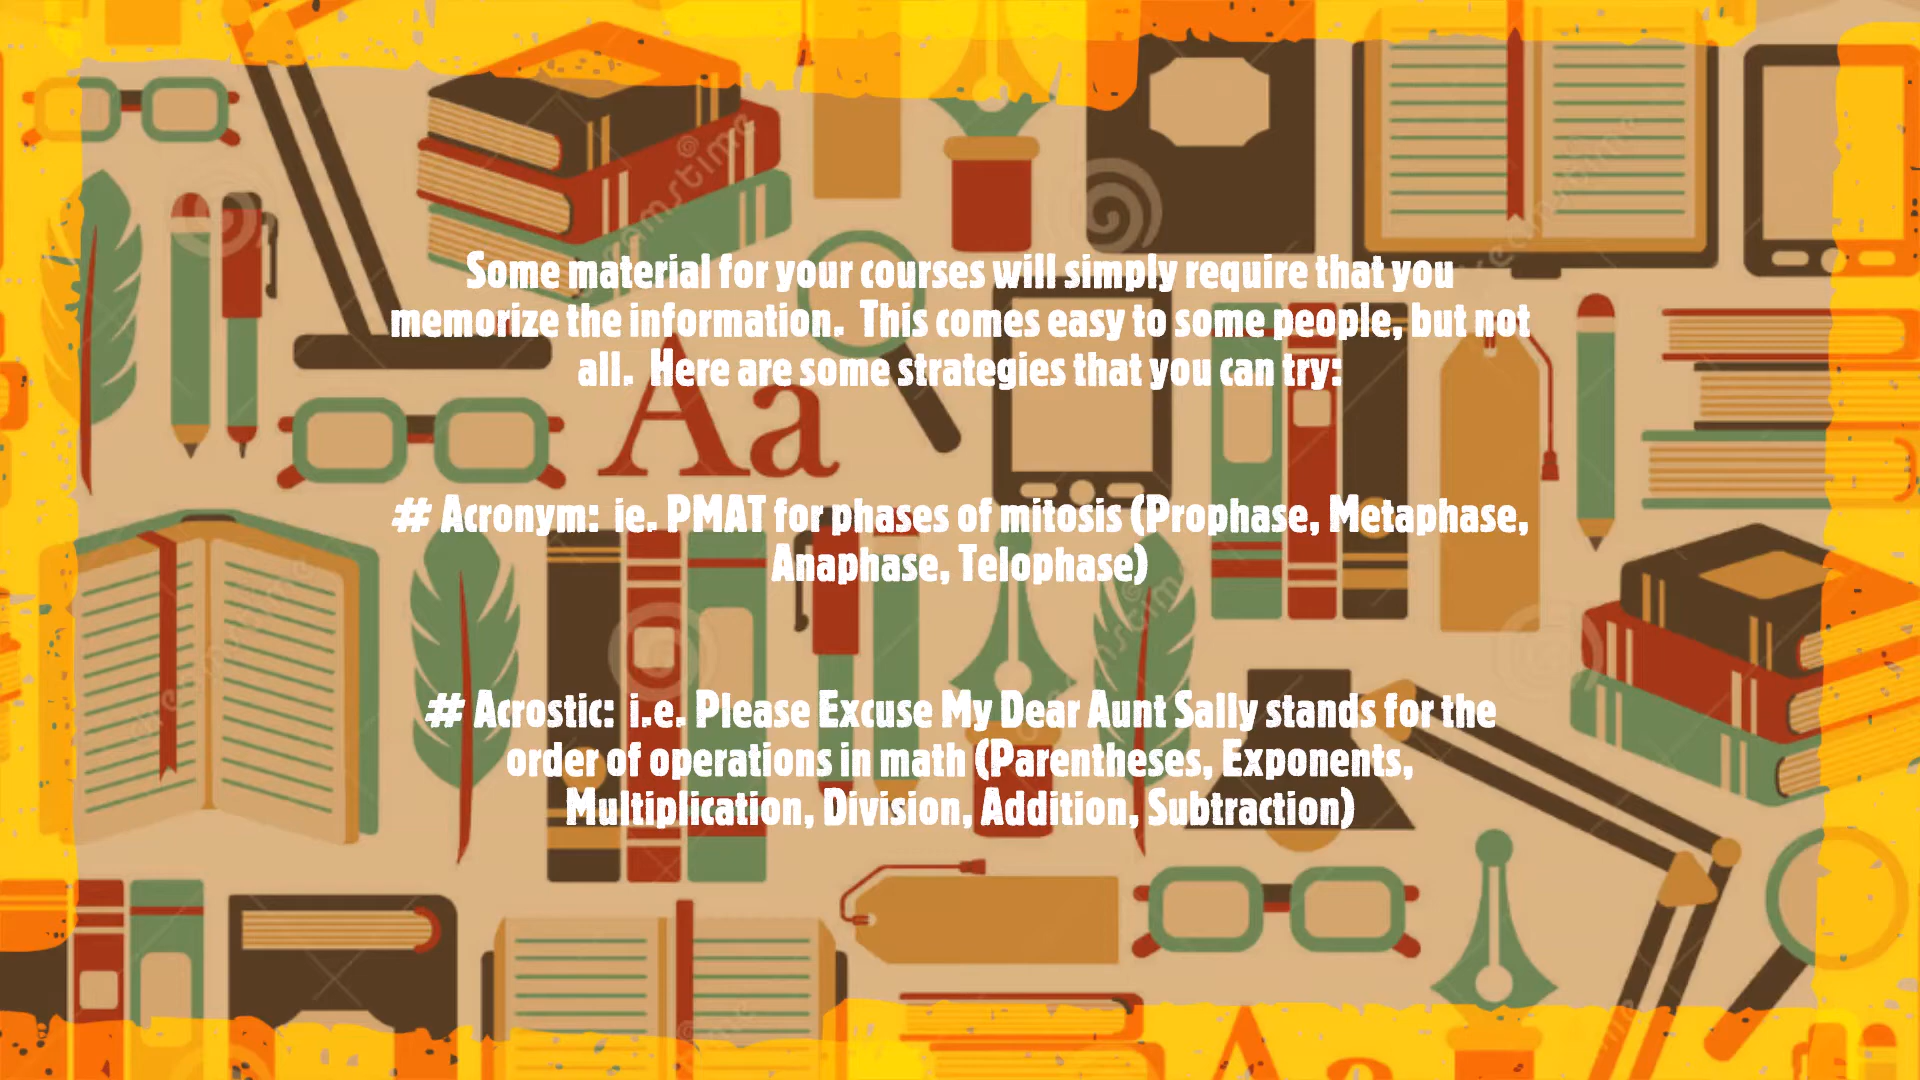 Some material for your courses will simply require that you
memorize the information.  This comes easy to some people, but not
all.  Here are some strategies that you can try:
Aa
# Acronym:  ie. PMAT for phases of mitosis (Prophase, Metaphase,
Anaphase, Telophase)
# Acrostic:  i.e. Please Excuse My Dear Aunt Sally stands for the
order of operations in math (Parentheses, Exponents,
Multiplication, Division, Addition, Subtraction)